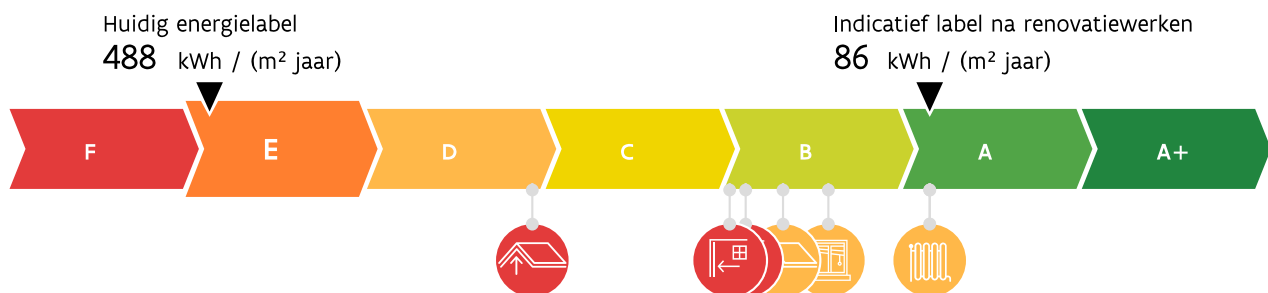 Huidig energielabel
488 kWh / (m² jaar)
Indicatief label na renovatiewerken
86 kWh / (m² jaar)
F E D C B A A+